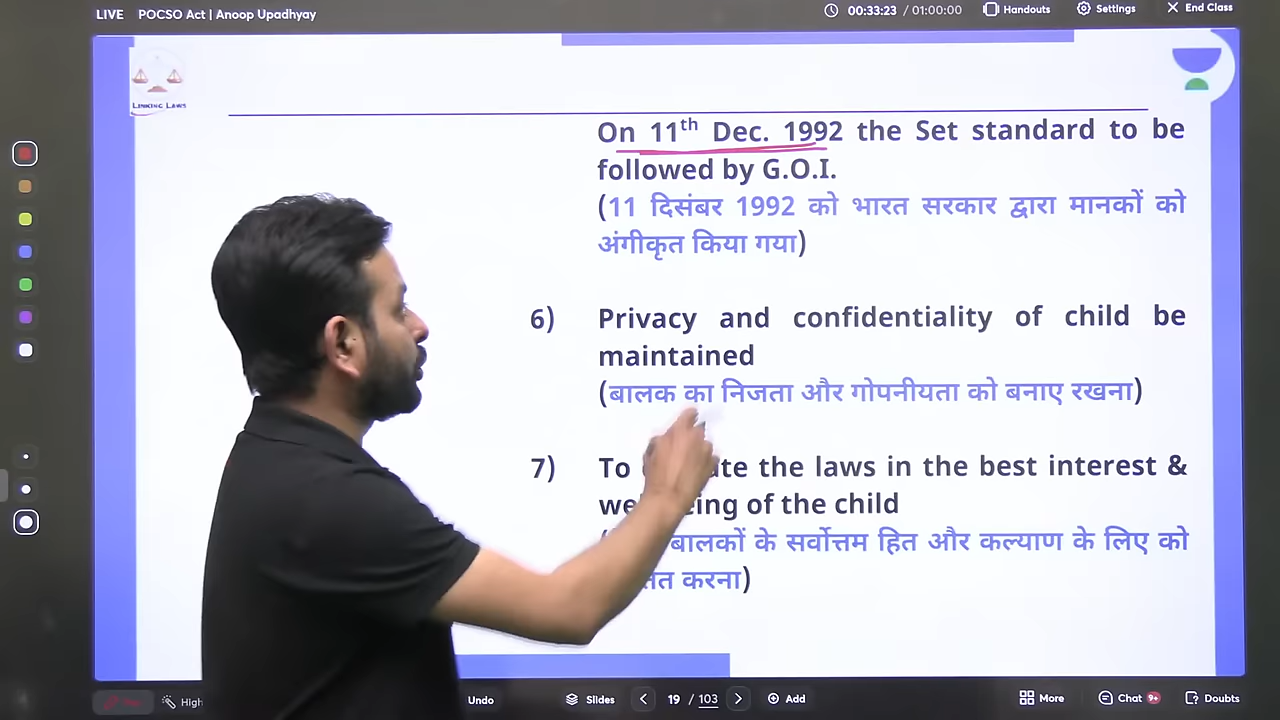 LIVE POCSO Act | Anoop Upadhyay 00:33:23 / 01:00:00 Handouts Settings End Class
LINKING LAWS
On 11th Dec. 1992 the Set standard to be
followed by G.O.I.
(11 दिसंबर 1992 को भारत सरकार द्वारा मानकों को
अंगीकृत किया गया)
6) Privacy and confidentiality of child be
maintained
(बालक का निजता और गोपनीयता को बनाए रखना)
7) To the laws in the best interest &
of the child
बालकों के सर्वोत्तम हित और कल्याण के लिए को
करना)
Undo Slides 19 / 103 Add More Chat 9+ Doubts